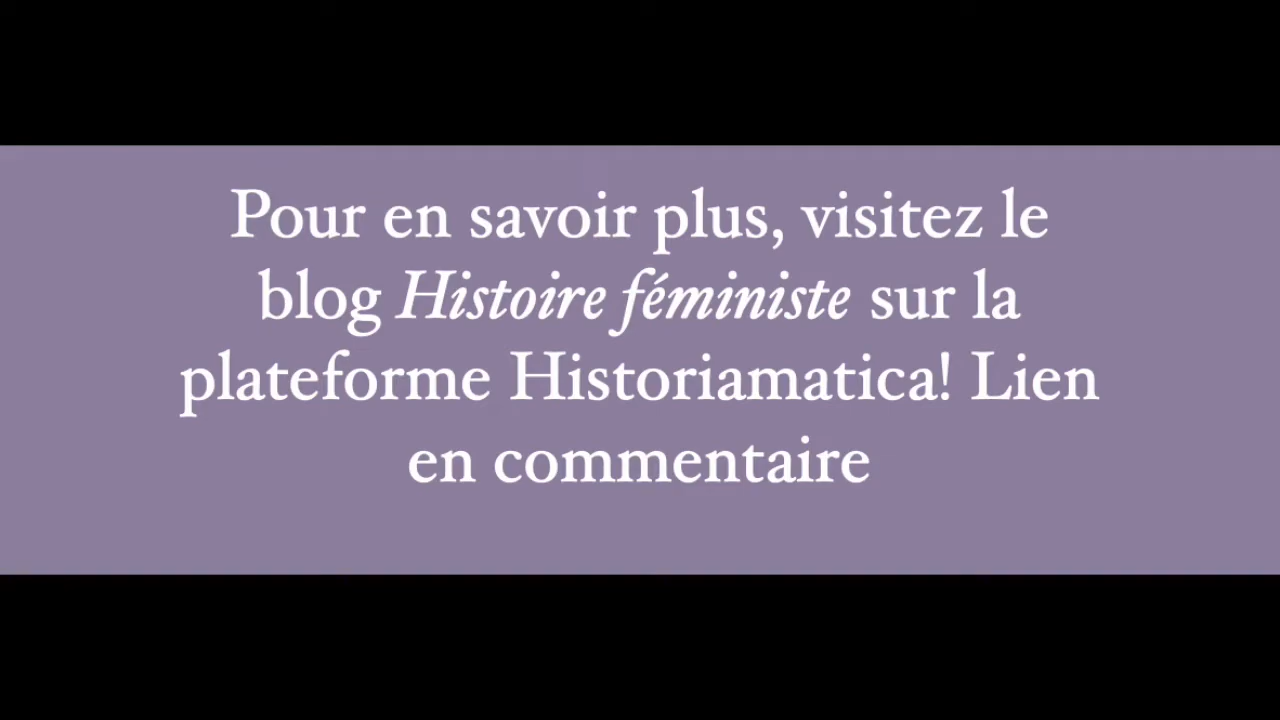 Pour en savoir plus, visitez le
blog Histoire féministe sur la
plateforme Historiamatica! Lien
en commentaire